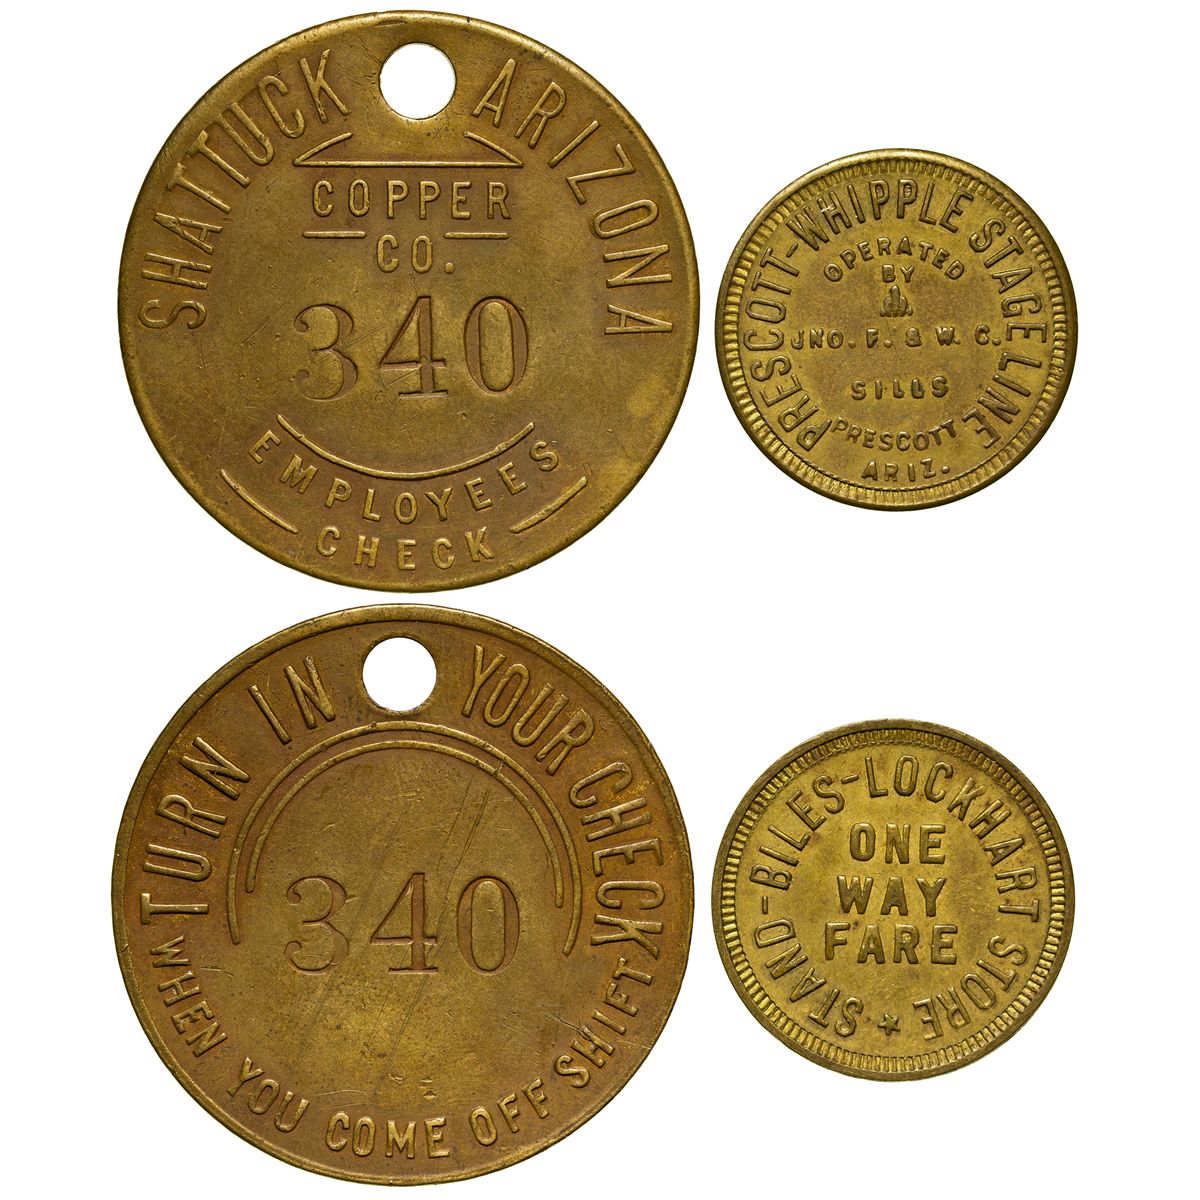 SHATTUCK ARIZONA
COPPER
CO.
340
EMPLOYEES
CHECK
PRESCOTT-WHIPPLE STAGE LINE
OPERATED
BY
JNO. F. & W. C.
SILLS
PRESCOTT
ARIZ.
TURN IN YOUR CHECK
340
WHEN YOU COME OFF SHIFT
STAND-BILES-LOCKHART STORE
ONE
WAY
FARE